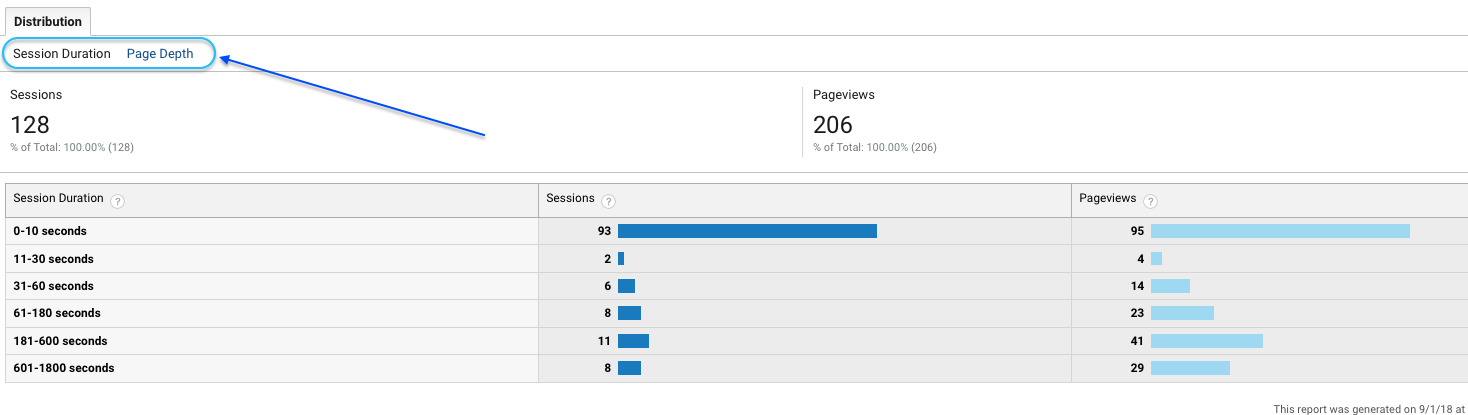 Distribution
Session Duration Page Depth
Sessions Pageviews
128 206
% of Total: 100.00% (128) % of Total: 100.00% (206)
Session Duration ? Sessions ? Pageviews ?
0-10 seconds 93 95
11-30 seconds 2 4
31-60 seconds 6 14
61-180 seconds 8 23
181-600 seconds 11 41
601-1800 seconds 8 29
This report was generated on 9/1/18 at